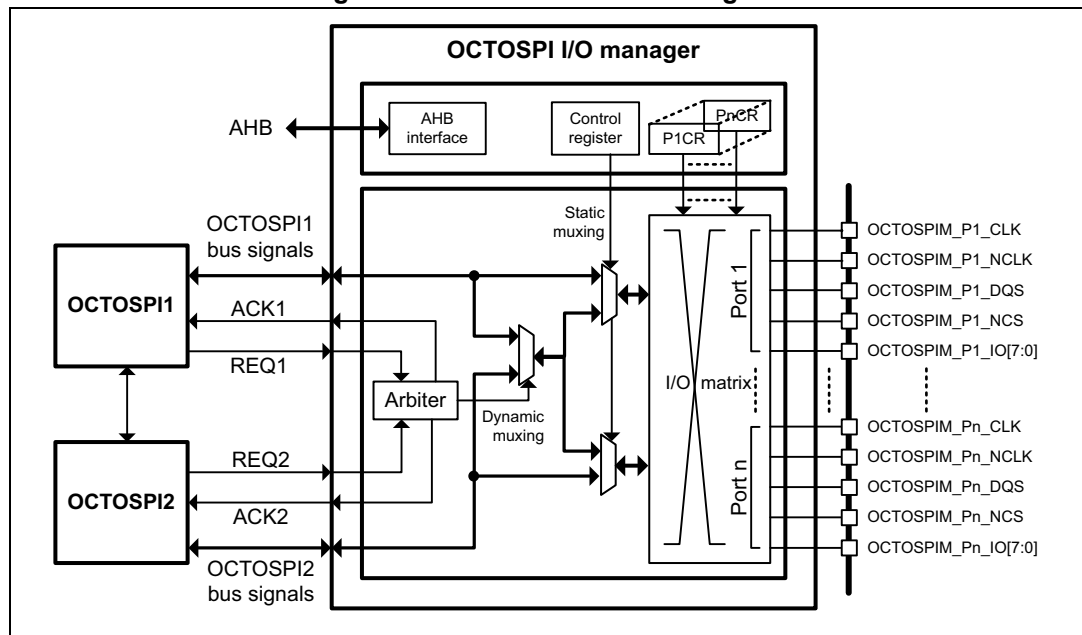 OCTOSPI I/O manager
AHB
AHB
interface
Control
register
P1CR
PnCR
OCTOSPI1
bus signals
Static
muxing
OCTOSPI1
ACK1
REQ1
Arbiter
Dynamic
muxing
OCTOSPI2
REQ2
ACK2
OCTOSPI2
bus signals
I/O matrix
Port 1
Port n
OCTOSPIM_P1_CLK
OCTOSPIM_P1_NCLK
OCTOSPIM_P1_DQS
OCTOSPIM_P1_NCS
OCTOSPIM_P1_IO[7:0]
OCTOSPIM_Pn_CLK
OCTOSPIM_Pn_NCLK
OCTOSPIM_Pn_DQS
OCTOSPIM_Pn_NCS
OCTOSPIM_Pn_IO[7:0]